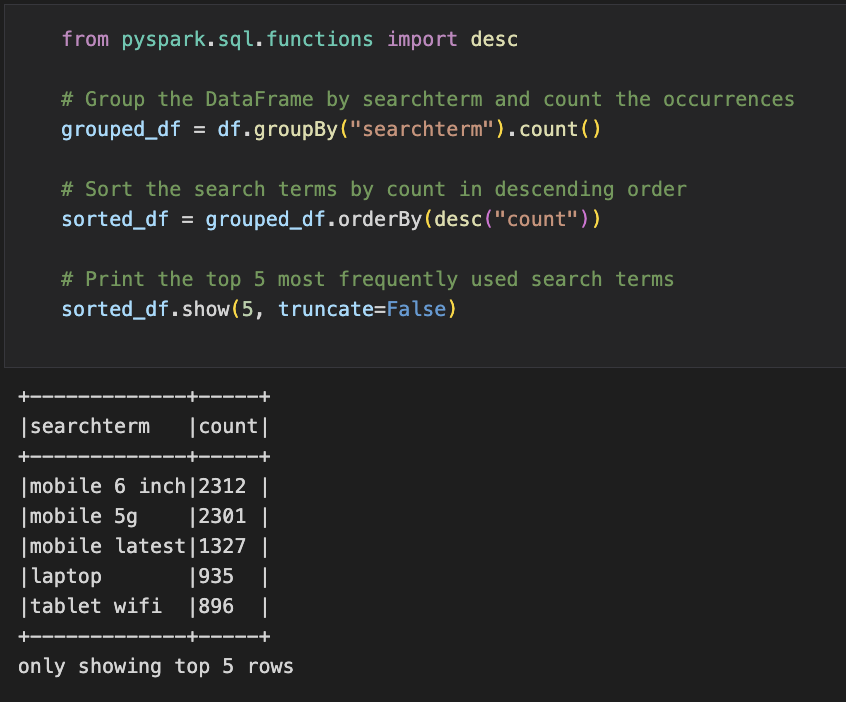 from pyspark.sql.functions import desc
# Group the DataFrame by searchterm and count the occurrences
grouped_df = df.groupBy("searchterm").count()
# Sort the search terms by count in descending order
sorted_df = grouped_df.orderBy(desc("count"))
# Print the top 5 most frequently used search terms
sorted_df.show(5, truncate=False)
+-------------+-----+
|searchterm   |count|
+-------------+-----+
|mobile 6 inch|2312 |
|mobile 5g    |2301 |
|mobile latest|1327 |
|laptop       |935  |
|tablet wifi  |896  |
+-------------+-----+
only showing top 5 rows